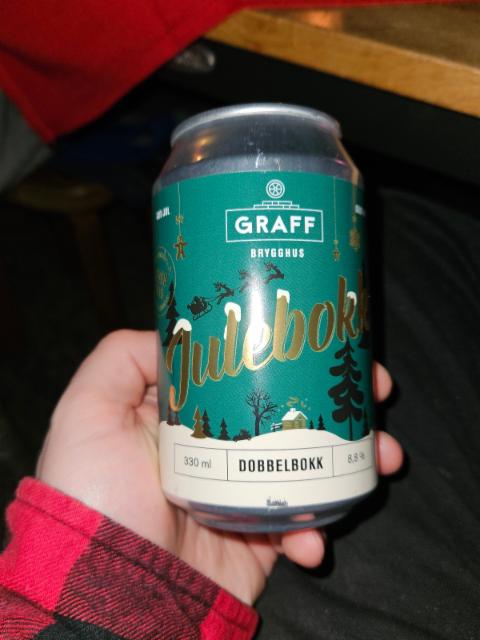 GRAFF
BRYGGHUS
Julebokk
330 ml
DOBBELBOKK
8,8 %